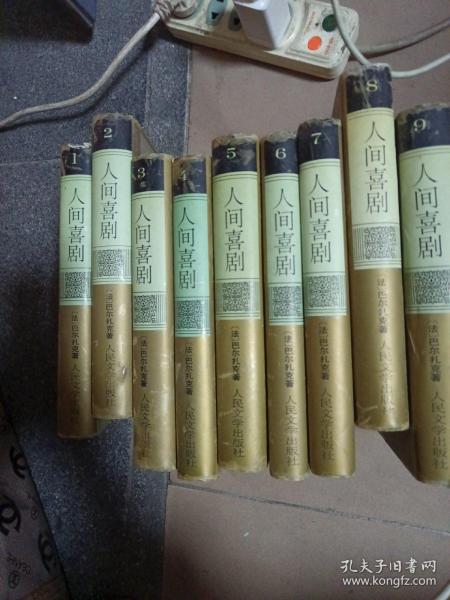 1
人间喜剧
〔法〕巴尔扎克著
人民文学出版社
2
人间喜剧
〔法〕巴尔扎克著
人民文学出版社
3
人间喜剧
〔法〕巴尔扎克著
人民文学出版社
4
人间喜剧
〔法〕巴尔扎克著
人民文学出版社
5
人间喜剧
〔法〕巴尔扎克著
人民文学出版社
6
人间喜剧
〔法〕巴尔扎克著
人民文学出版社
7
人间喜剧
〔法〕巴尔扎克著
人民文学出版社
8
人间喜剧
〔法〕巴尔扎克著
人民文学出版社
9
人间喜剧
〔法〕巴尔扎克著
人民文学出版社
孔夫子旧书网
www.kongfz.com